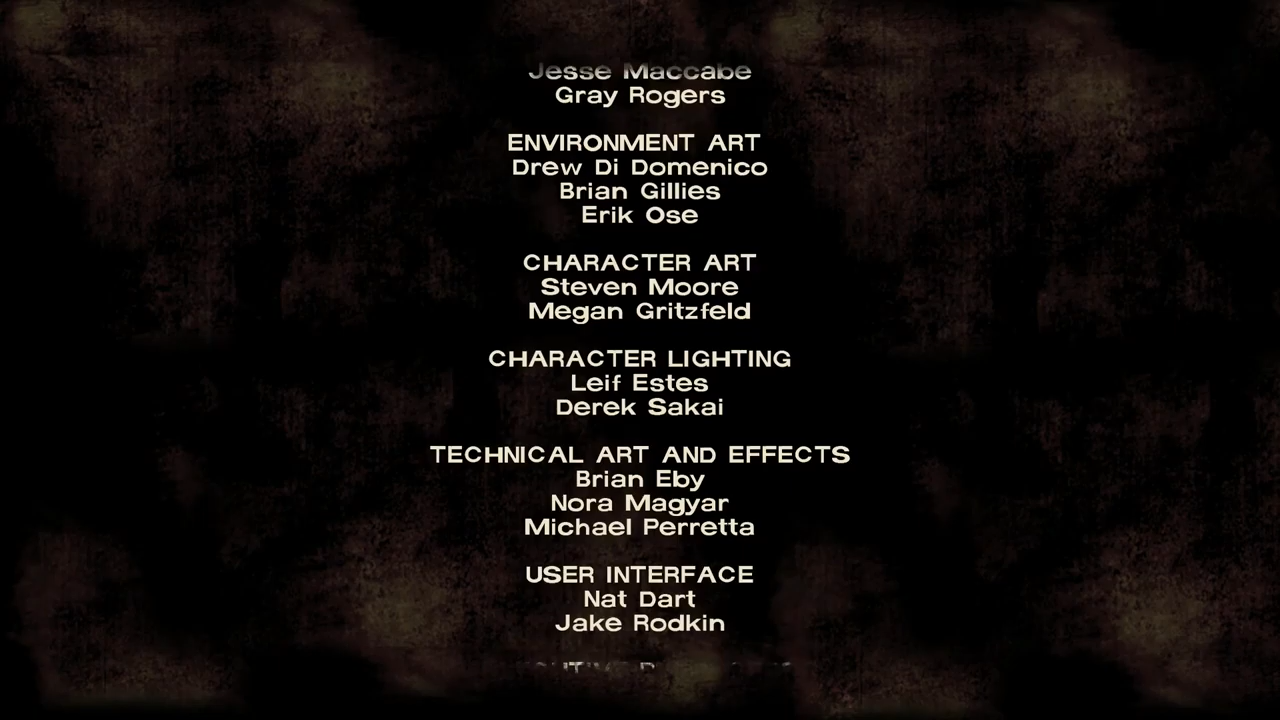 Jesse Maccabe
Gray Rogers
ENVIRONMENT ART
Drew Di Domenico
Brian Gillies
Erik Ose
CHARACTER ART
Steven Moore
Megan Gritzfeld
CHARACTER LIGHTING
Leif Estes
Derek Sakai
TECHNICAL ART AND EFFECTS
Brian Eby
Nora Magyar
Michael Perretta
USER INTERFACE
Nat Dart
Jake Rodkin